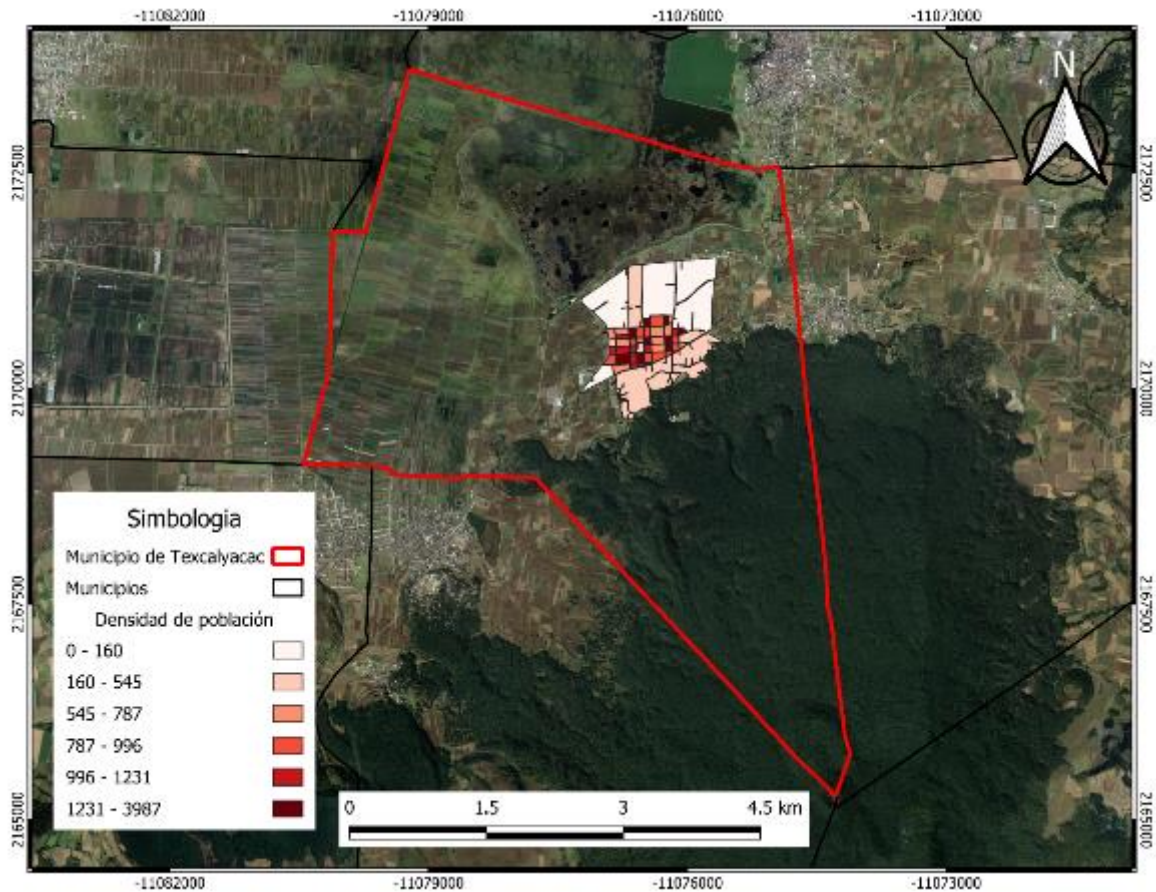 -11082000 -11079000 -11076000 -11073000
N
2172500 2172500
2170000 2170000
2167500 2167500
2165000 2165000
Simbologia
Municipio de Texcalyacac
Municipios
Densidad de población
0 - 160
160 - 545
545 - 787
787 - 996
996 - 1231
1231 - 3987
0 1.5 3 4.5 km
-11082000 -11079000 -11076000 -11073000